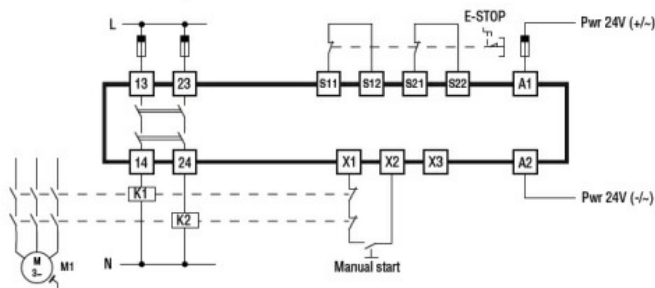 E-STOP
L
Pwr 24V (+/~)
13 23 S11 S12 S21 S22 A1
14 24 X1 X2 X3 A2
K1
Pwr 24V (-/~)
K2
M
3~
M1
N
Manual start